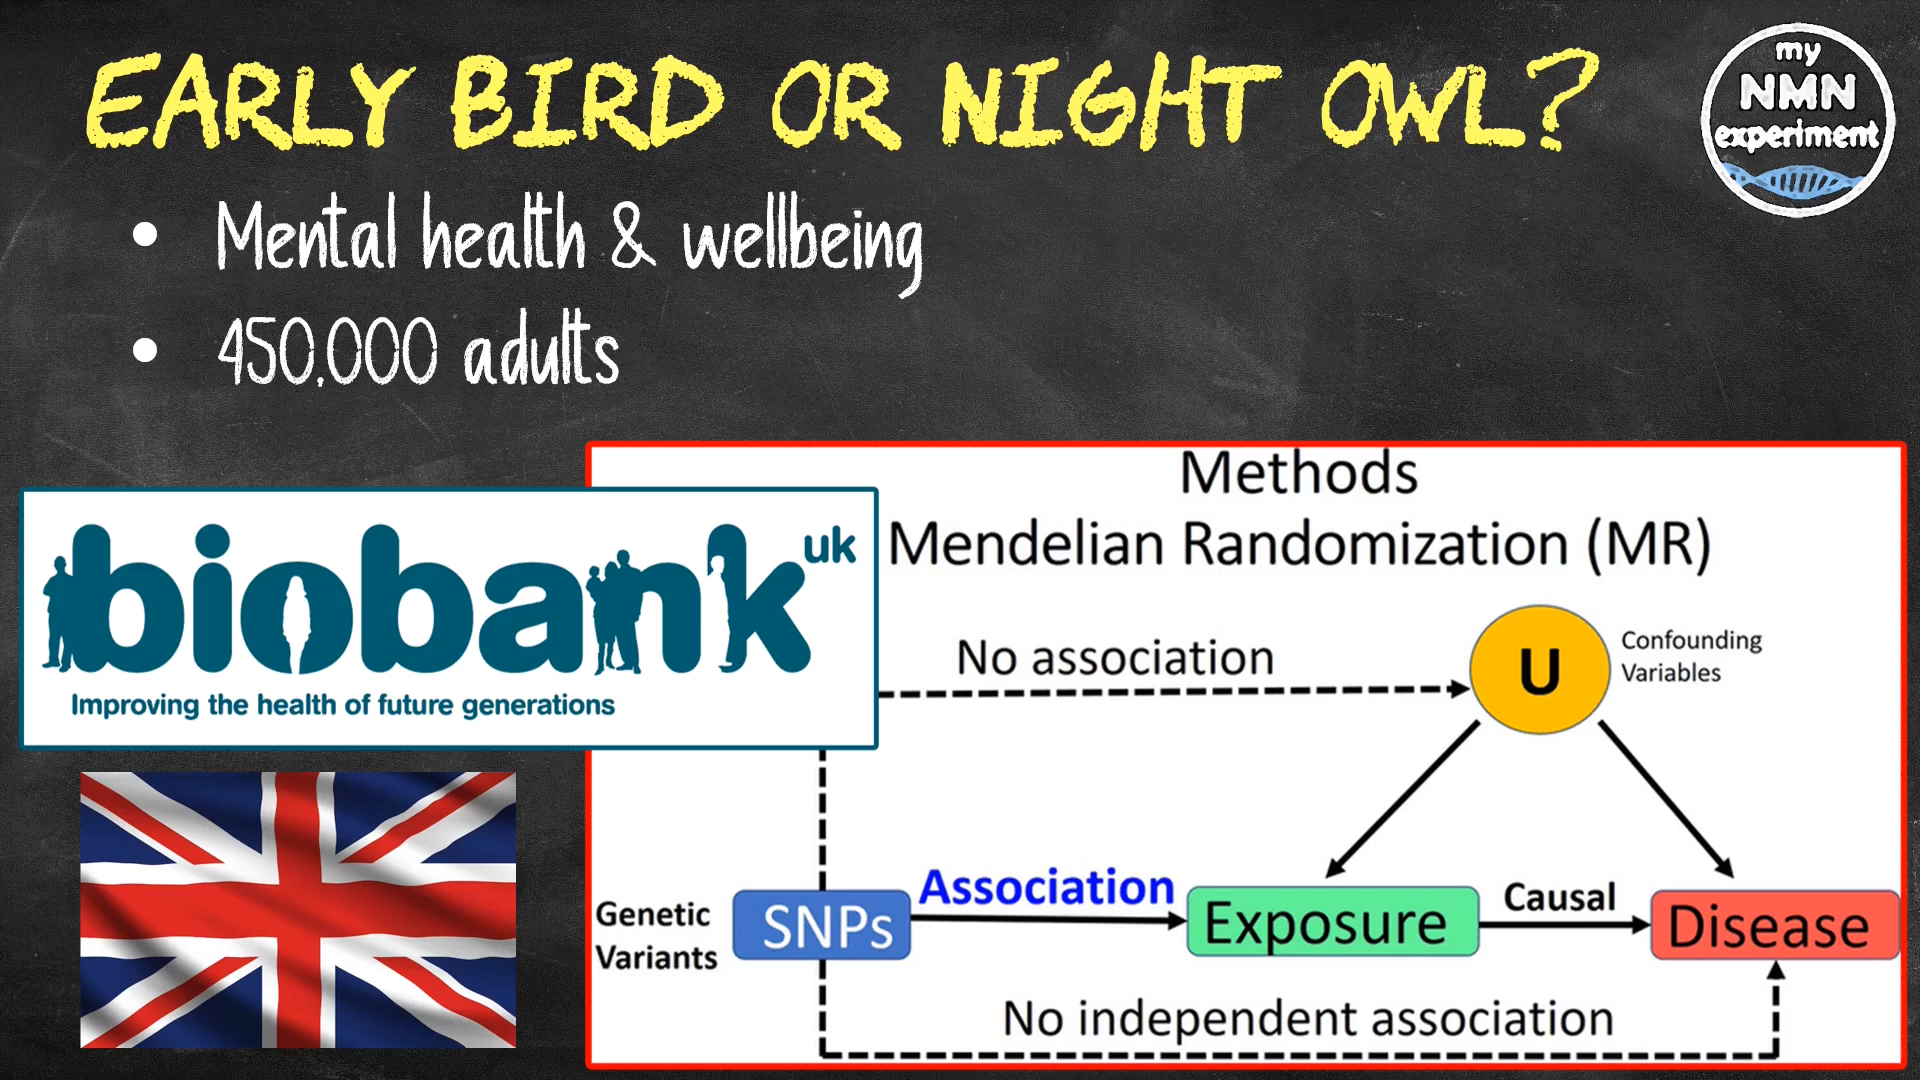 EARLY BIRD OR NIGHT OWL?
my
NMN
experiment
• Mental health & wellbeing
• 450,000 adults
biobank uk
Improving the health of future generations
Methods
Mendelian Randomization (MR)
No association
U
Confounding
Variables
Genetic
Variants
SNPs
Association
Exposure
Causal
Disease
No independent association